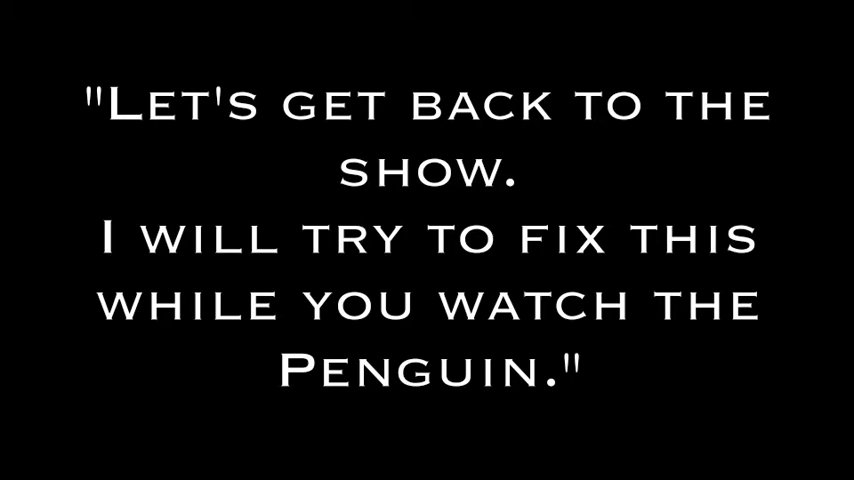 "Let's get back to the
show.
I will try to fix this
while you watch the
Penguin."